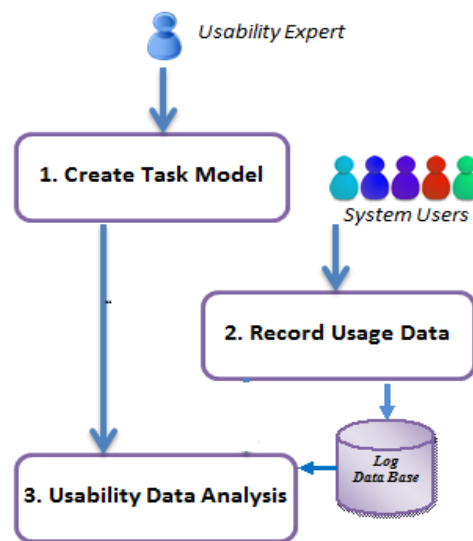 Usability Expert
1. Create Task Model
System Users
2. Record Usage Data
Log
Data Base
3. Usability Data Analysis